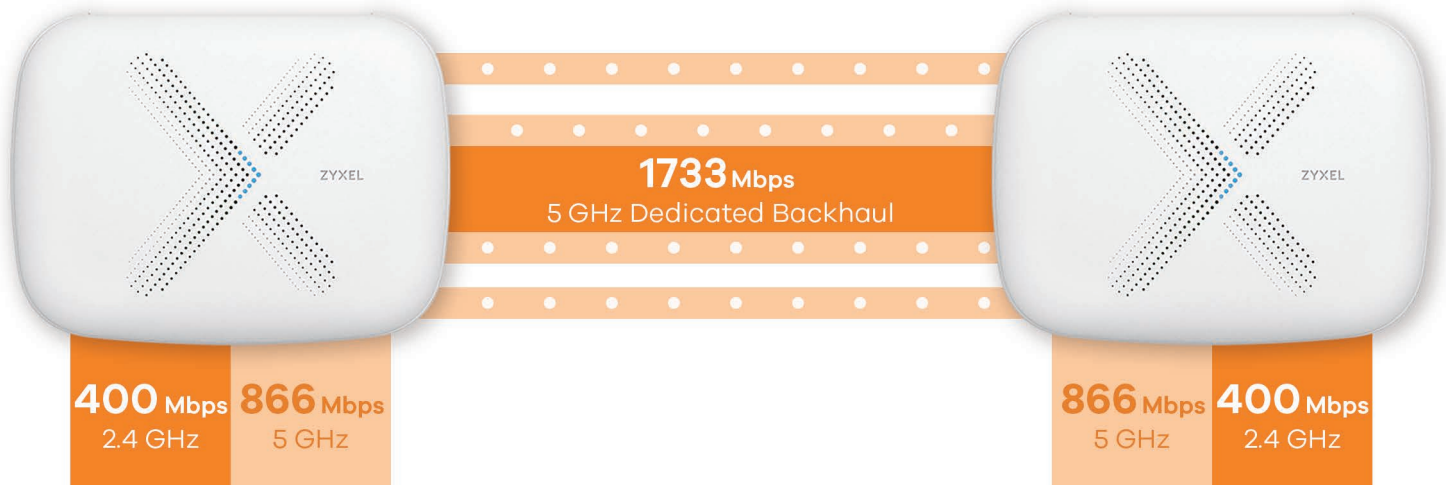 ZYXEL
1733 Mbps
5 GHz Dedicated Backhaul
ZYXEL
400 Mbps
2.4 GHz
866 Mbps
5 GHz
866 Mbps
5 GHz
400 Mbps
2.4 GHz